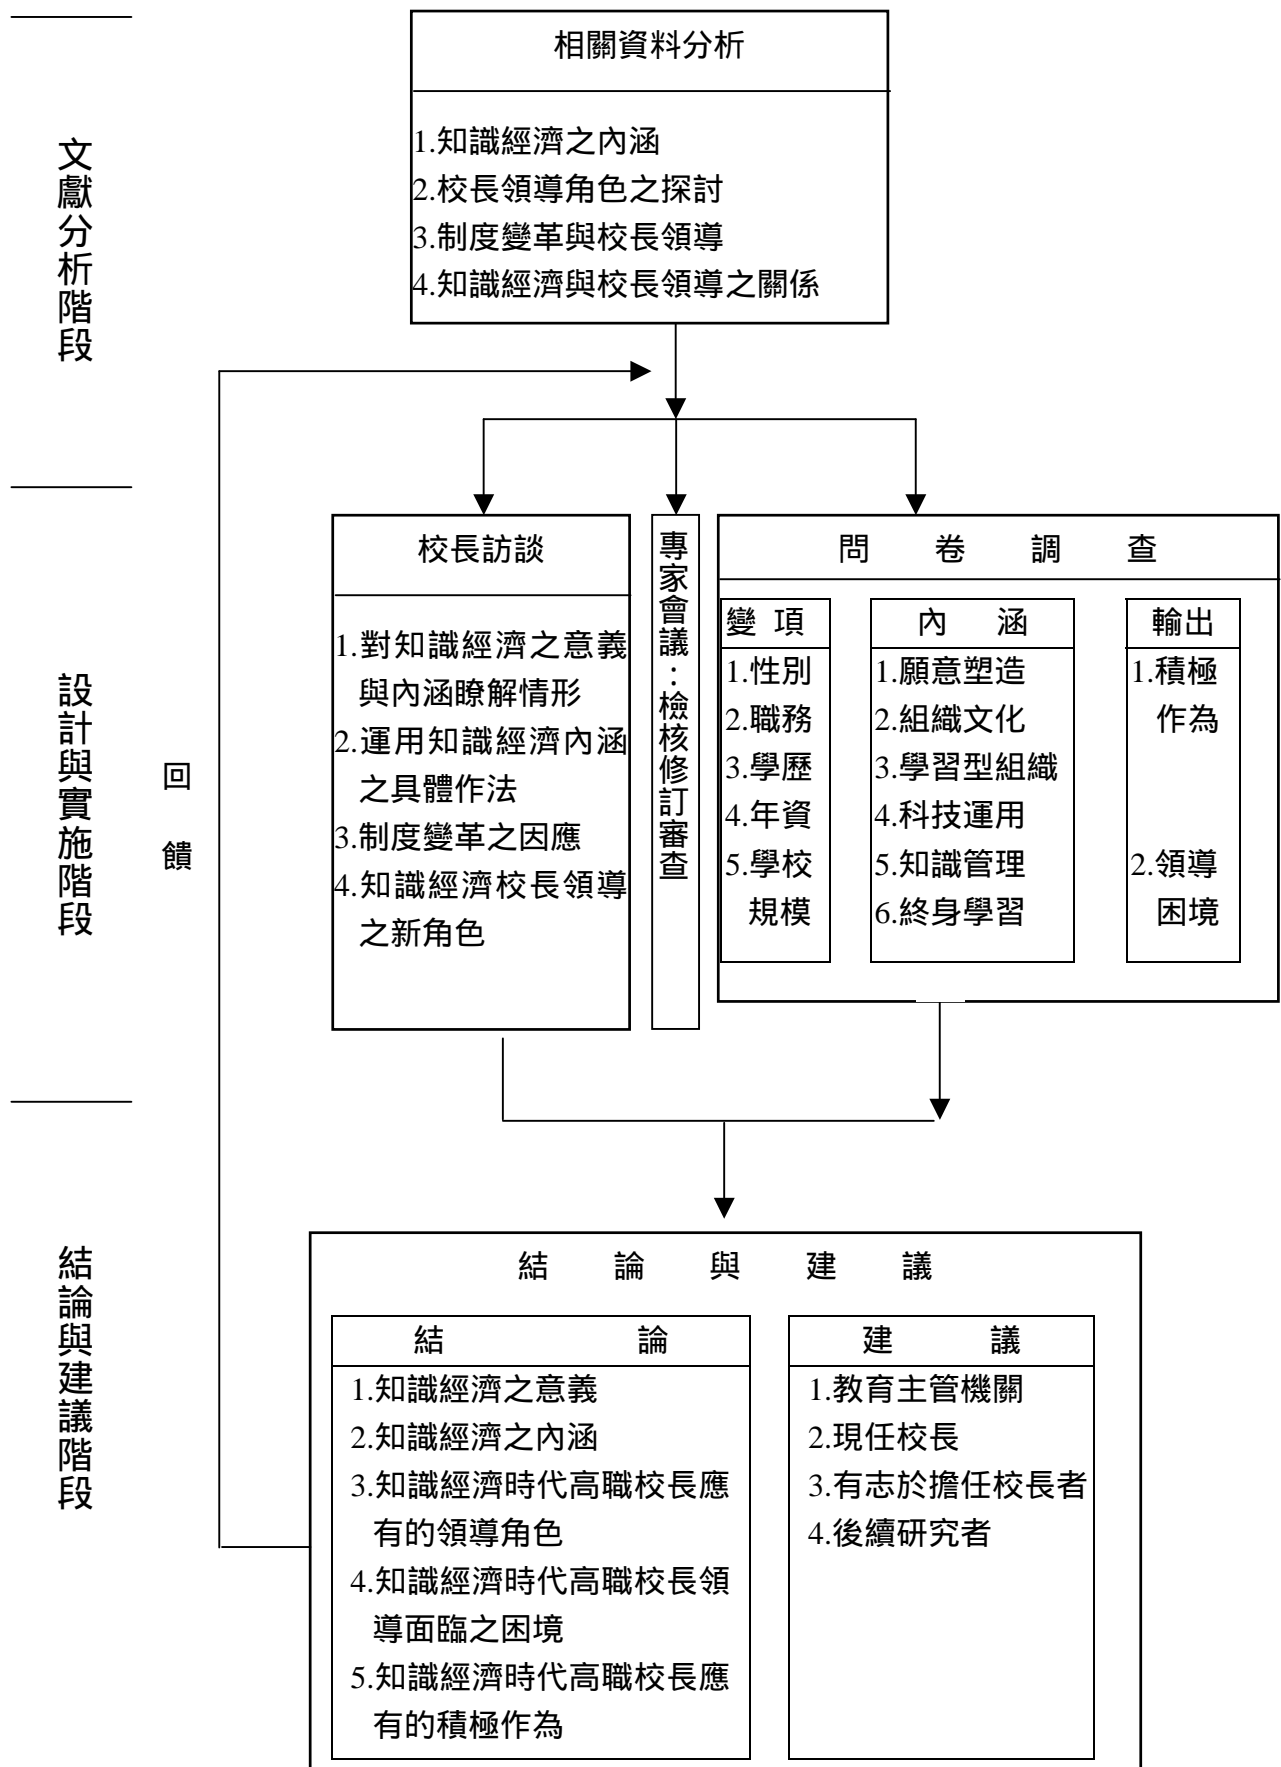 相關資料分析
1.知識經濟之內涵
2.校長領導角色之探討
3.制度變革與校長領導
4.知識經濟與校長領導之關係
文獻分析階段
設計與實施階段
回饋
校長訪談
1.對知識經濟之意義
與內涵瞭解情形
2.運用知識經濟內涵
之具體作法
3.制度變革之因應
4.知識經濟校長領導
之新角色
專家會議：檢核修訂審查
問 卷 調 查
變 項
1.性別
2.職務
3.學歷
4.年資
5.學校
規模
內 涵
1.願意塑造
2.組織文化
3.學習型組織
4.科技運用
5.知識管理
6.終身學習
輸出
1.積極
作為
2.領導
困境
結論與建議階段
結 論 與 建 議
結 論
1.知識經濟之意義
2.知識經濟之內涵
3.知識經濟時代高職校長應
有的領導角色
4.知識經濟時代高職校長領
導面臨之困境
5.知識經濟時代高職校長應
有的積極作為
建 議
1.教育主管機關
2.現任校長
3.有志於擔任校長者
4.後續研究者